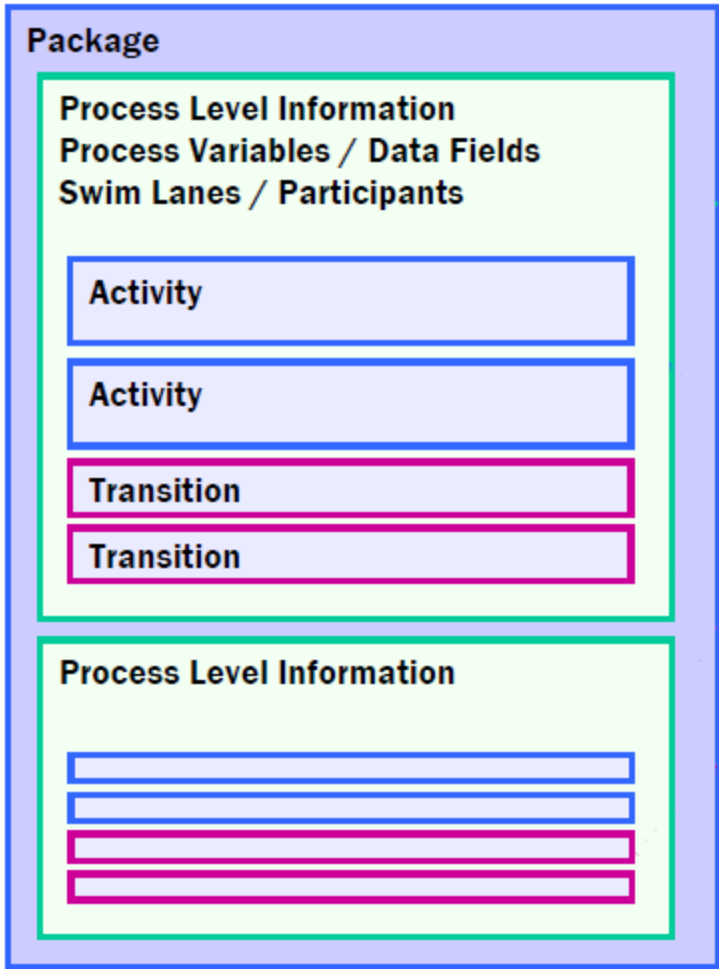 Package
Process Level Information
Process Variables / Data Fields
Swim Lanes / Participants
Activity
Activity
Transition
Transition
Process Level Information